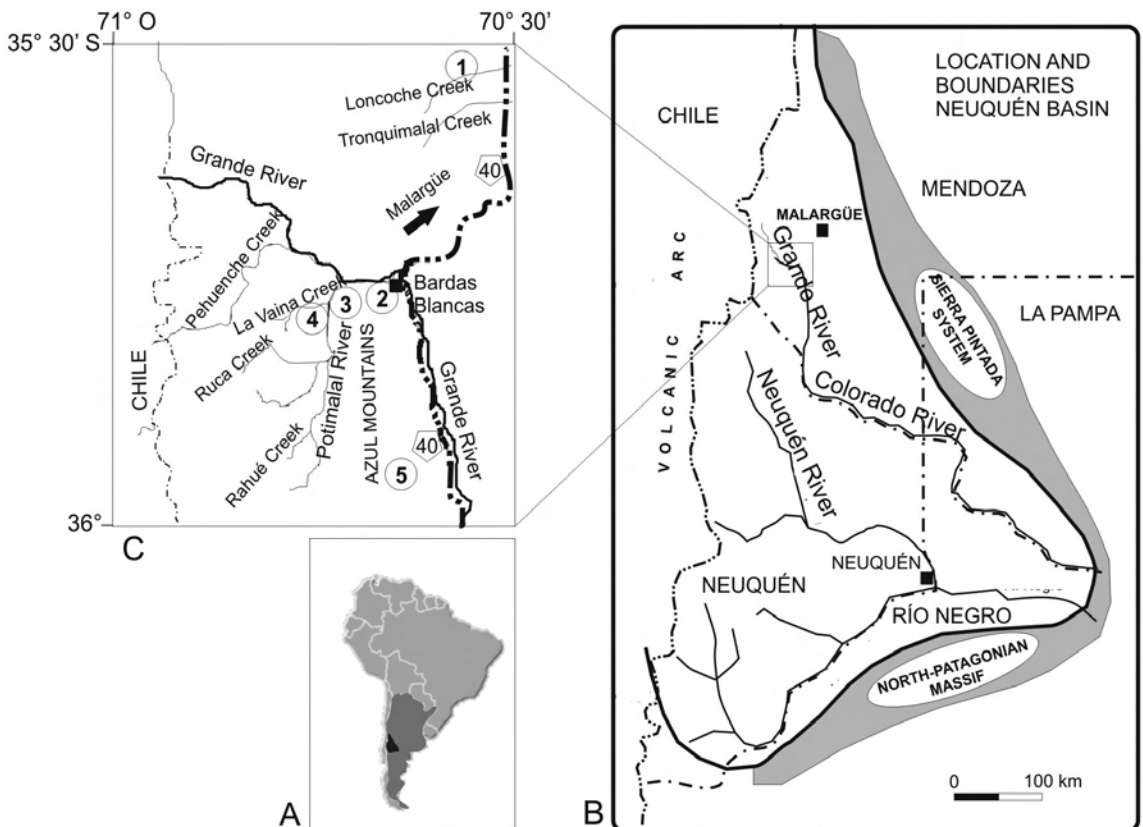 71° O
70° 30'
35° 30' S
1
Loncoche Creek
Tronquimalal Creek
40
Grande River
Malargüe
Pehuenche Creek
La Vaina Creek
3
2
Bardas
Blancas
4
CHILE
Ruca Creek
Potimalal River
AZUL MOUNTAINS
Grande River
Rahué Creek
40
5
36°
C
A
LOCATION AND
BOUNDARIES
NEUQUÉN BASIN
CHILE
MENDOZA
MALARGÜE
VOLCANIC ARC
Grande River
SIERRA PINTADA
SYSTEM
LA PAMPA
Colorado River
Neuquén River
NEUQUÉN
NEUQUÉN
RÍO NEGRO
NORTH-PATAGONIAN
MASSIF
0 100 km
B